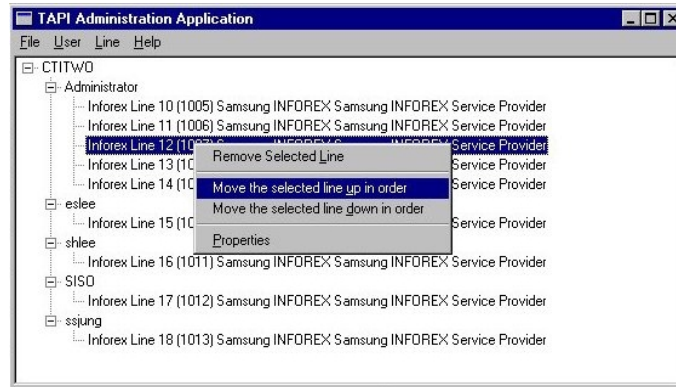 TAPI Administration Application
File User Line Help
CTITWO
Administrator
Inforex Line 10 (1005) Samsung INFOREX Samsung INFOREX Service Provider
Inforex Line 11 (1006) Samsung INFOREX Samsung INFOREX Service Provider
Inforex Line 12 (1007) Service Provider
Inforex Line 13 (10 Service Provider
Inforex Line 14 (10 Service Provider
Remove Selected Line
Move the selected line up in order
Move the selected line down in order
Properties
eslee
Inforex Line 15 (10 Service Provider
shlee
Inforex Line 16 (1011) Samsung INFOREX Samsung INFOREX Service Provider
SISO
Inforex Line 17 (1012) Samsung INFOREX Samsung INFOREX Service Provider
ssjung
Inforex Line 18 (1013) Samsung INFOREX Samsung INFOREX Service Provider